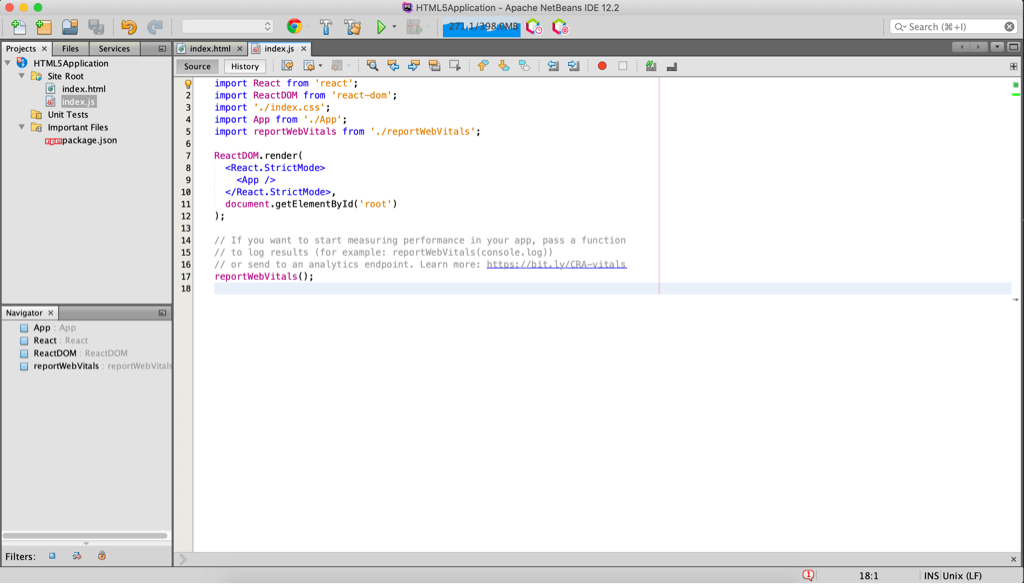 HTML5Application - Apache NetBeans IDE 12.2
271.1/398.0MB
Search (⌘+I)
Projects Files Services
HTML5Application
Site Root
index.html
index.js
Unit Tests
Important Files
npm package.json
index.html index.js
Source History
1
2 import React from 'react';
import ReactDOM from 'react-dom';
3 import './index.css';
4 import App from './App';
5 import reportWebVitals from './reportWebVitals';
6
7 ReactDOM.render(
8 <React.StrictMode>
9 <App />
10 </React.StrictMode>,
11 document.getElementById('root')
12 );
13
14 // If you want to start measuring performance in your app, pass a function
15 // to log results (for example: reportWebVitals(console.log))
16 // or send to an analytics endpoint. Learn more: https://bit.ly/CRA-vitals
17 reportWebVitals();
18
Navigator
App : App
React : React
ReactDOM : ReactDOM
reportWebVitals : reportWebVitals
Filters:
1
18:1
INS Unix (LF)